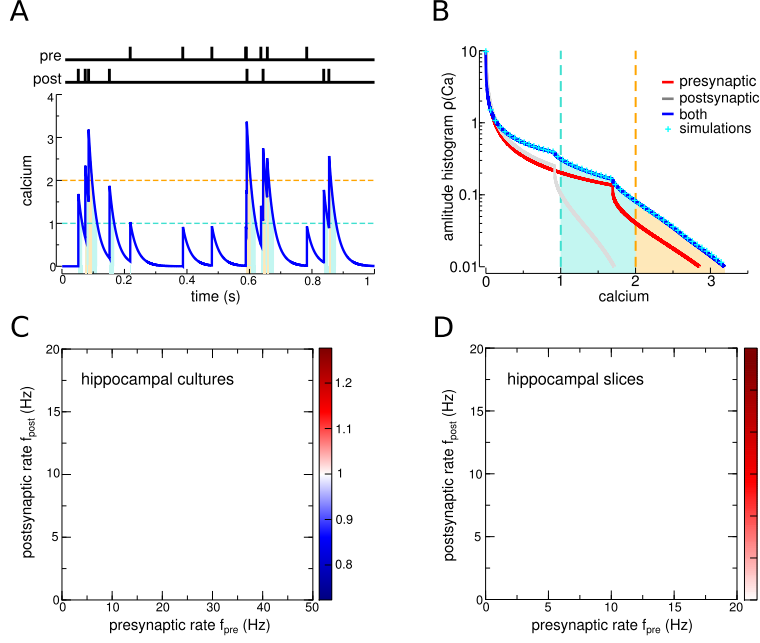 A
pre
post
4
3
2
1
0
calcium
0 0.2 0.4 0.6 0.8 1
time (s)
B
10
1
0.1
0.01
amlitude histogram ρ(Ca)
presynaptic
postsynaptic
both
simulations
0 1 2 3
calcium
C
20
15
10
5
0
postsynaptic rate fpost (Hz)
hippocampal cultures
0 10 20 30 40 50
presynaptic rate fpre (Hz)
1.2
1.1
1
0.9
0.8
D
20
15
10
5
0
postsynaptic rate fpost (Hz)
hippocampal slices
0 5 10 15 20
presynaptic rate fpre (Hz)